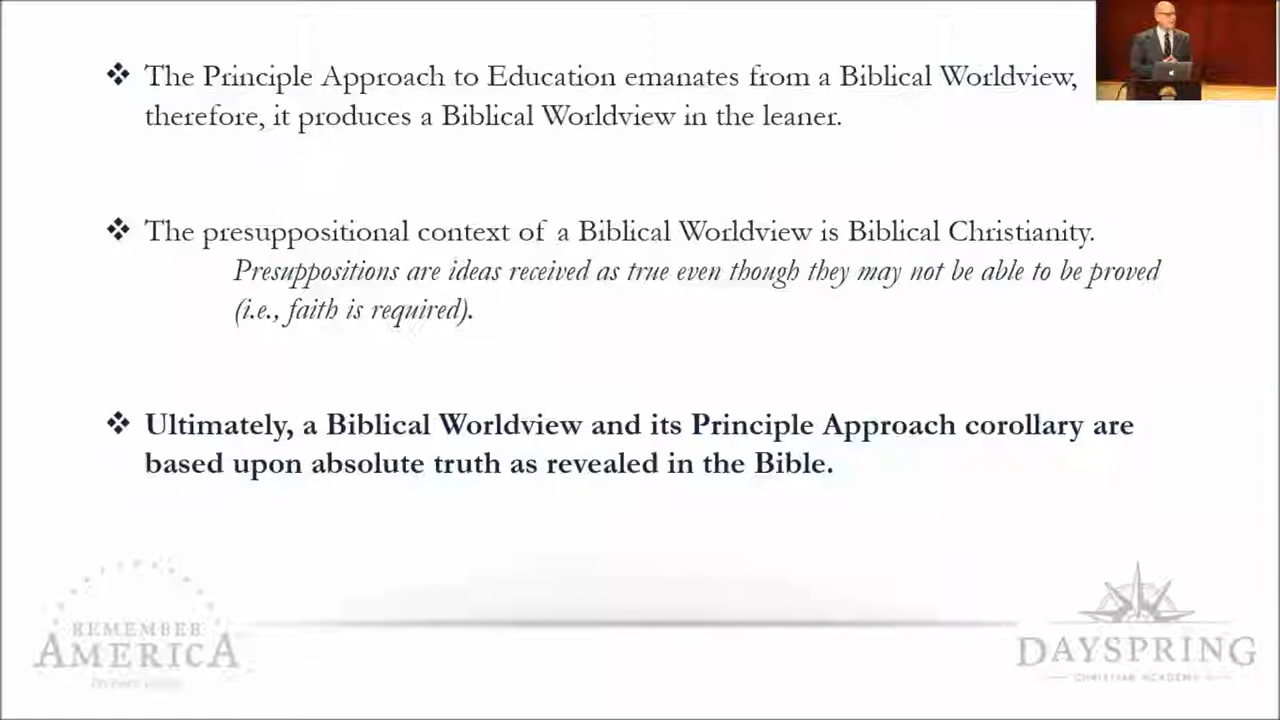 ❖ The Principle Approach to Education emanates from a Biblical Worldview,
therefore, it produces a Biblical Worldview in the leaner.
❖ The presuppositional context of a Biblical Worldview is Biblical Christianity.
Presuppositions are ideas received as true even though they may not be able to be proved
(i.e., faith is required).
❖ Ultimately, a Biblical Worldview and its Principle Approach corollary are
based upon absolute truth as revealed in the Bible.
REMEMBER
AMERICA
DAYSPRING
CHRISTIAN ACADEMY